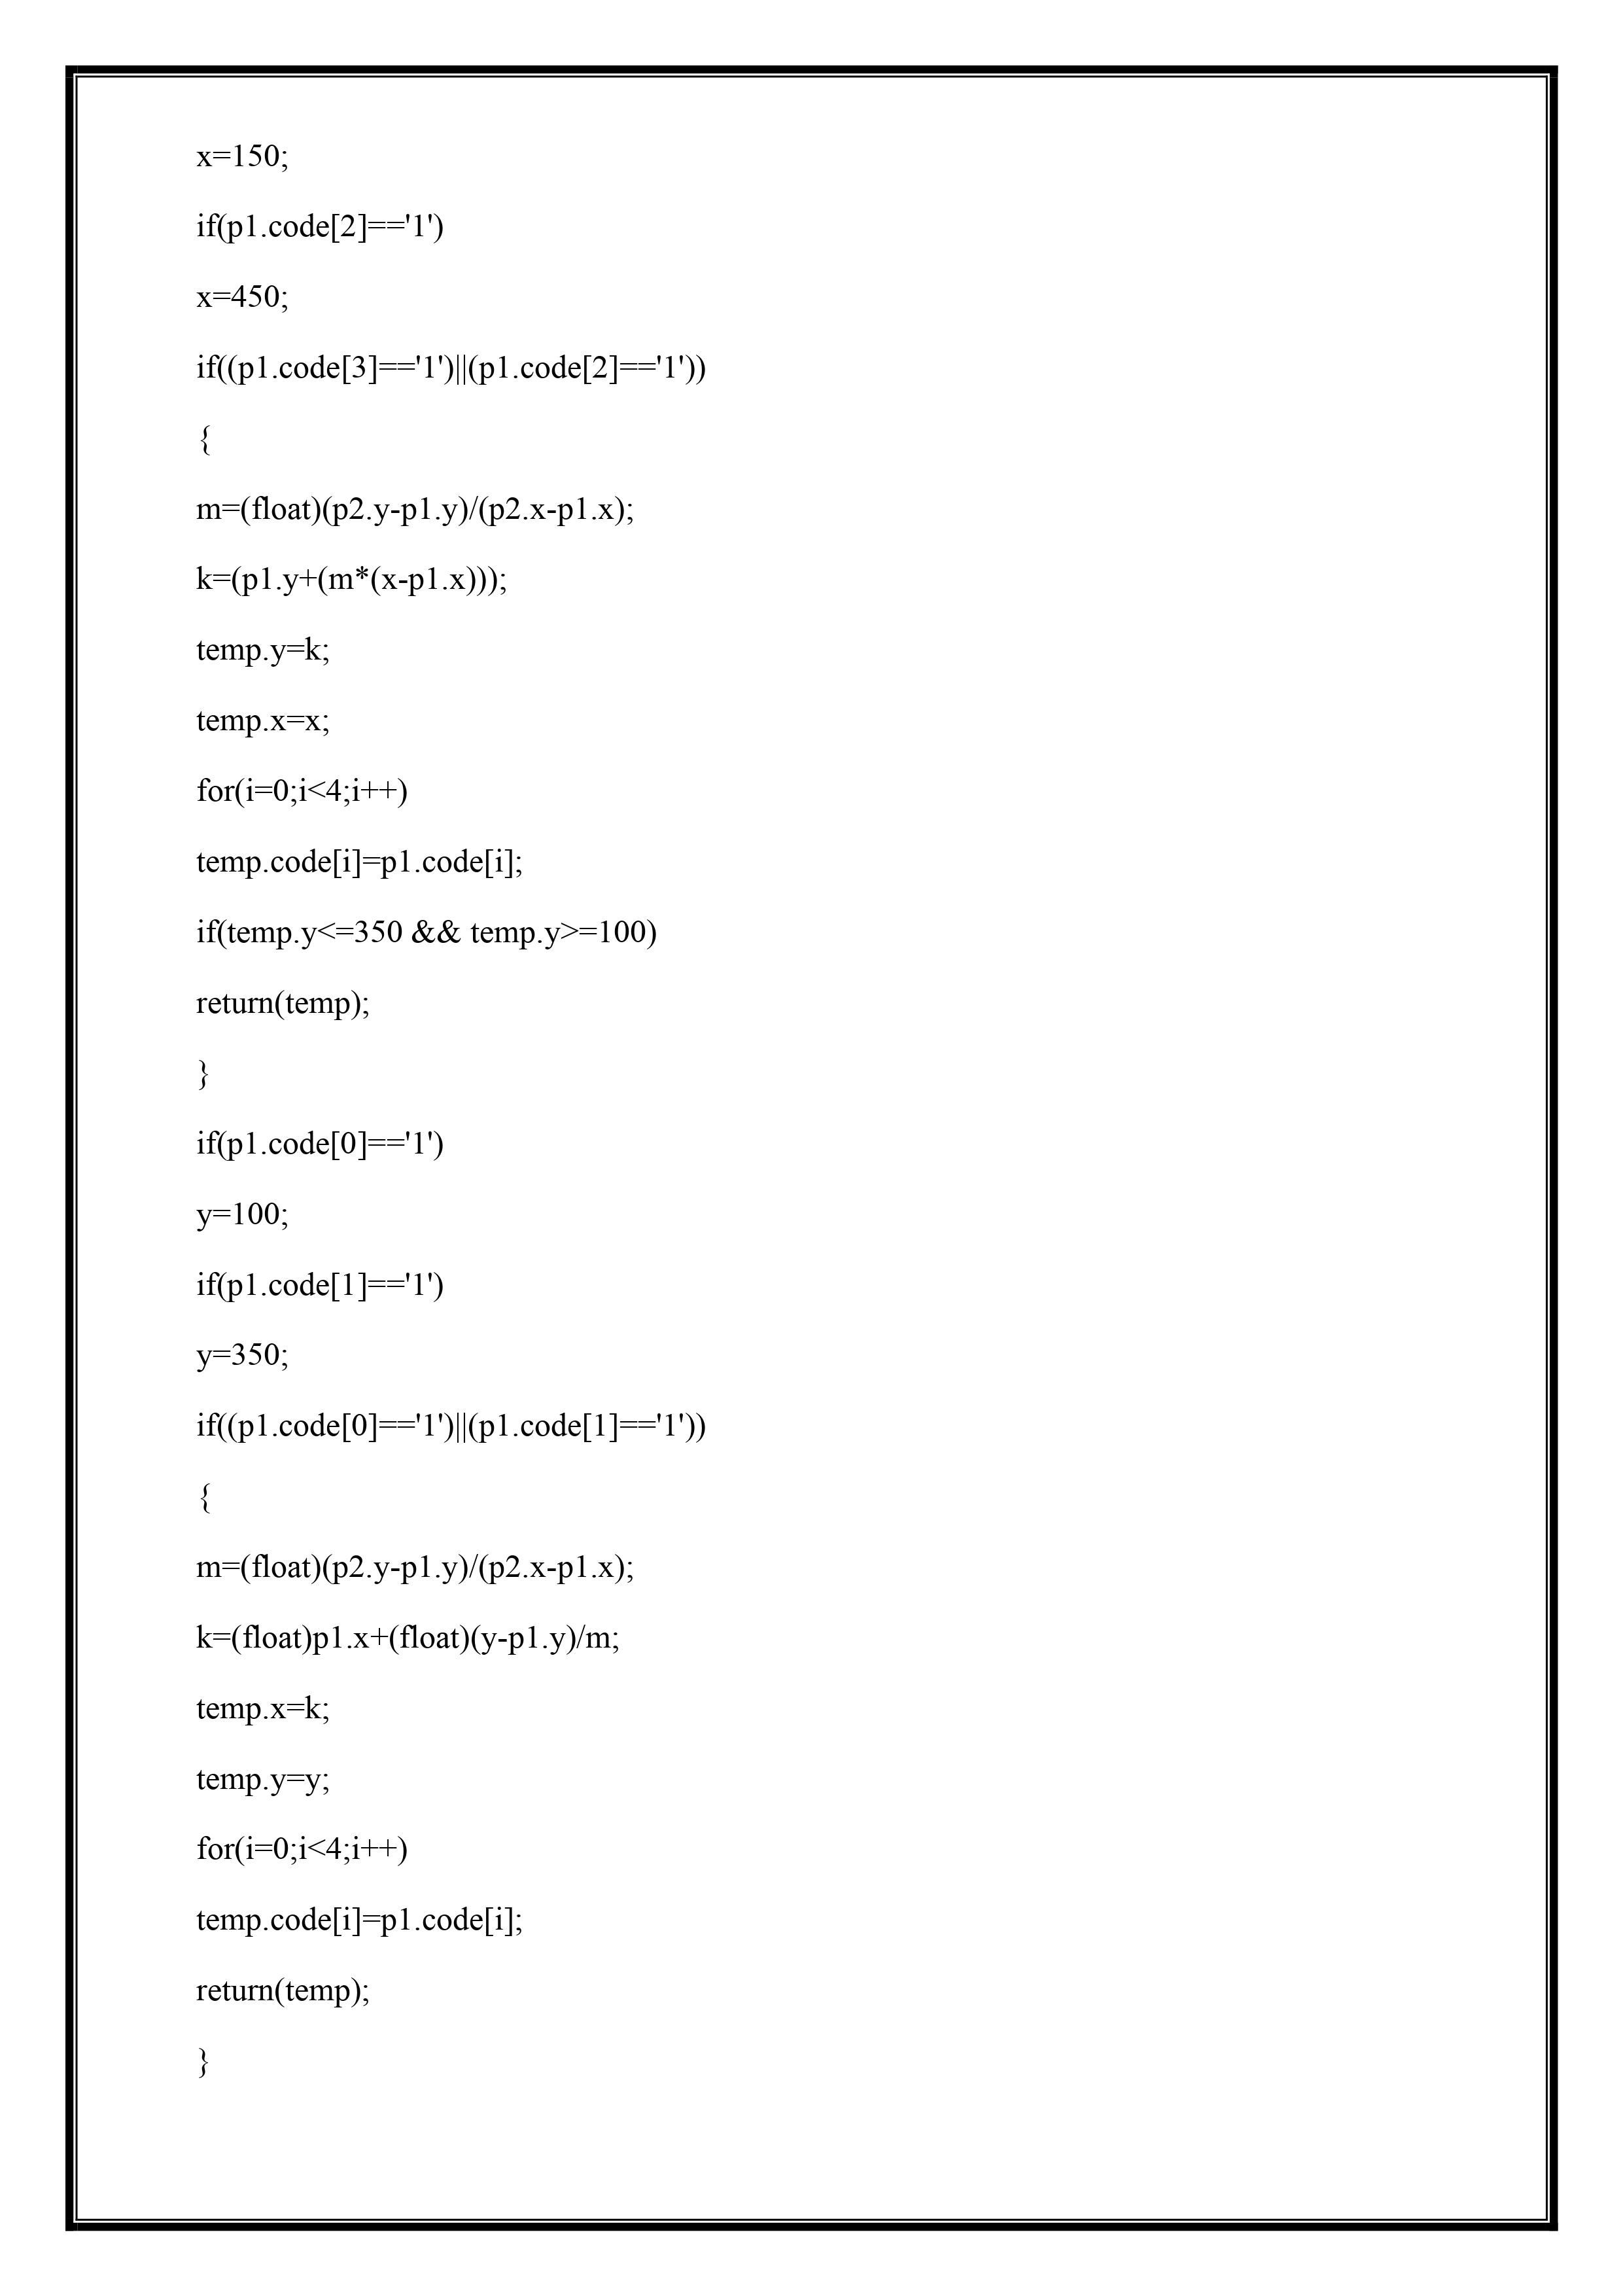 x=150;
if(p1.code[2]=='1')
x=450;
if((p1.code[3]=='1')||(p1.code[2]=='1'))
{
m=(float)(p2.y-p1.y)/(p2.x-p1.x);
k=(p1.y+(m*(x-p1.x)));
temp.y=k;
temp.x=x;
for(i=0;i<4;i++)
temp.code[i]=p1.code[i];
if(temp.y<=350 && temp.y>=100)
return(temp);
}
if(p1.code[0]=='1')
y=100;
if(p1.code[1]=='1')
y=350;
if((p1.code[0]=='1')||(p1.code[1]=='1'))
{
m=(float)(p2.y-p1.y)/(p2.x-p1.x);
k=(float)p1.x+(float)(y-p1.y)/m;
temp.x=k;
temp.y=y;
for(i=0;i<4;i++)
temp.code[i]=p1.code[i];
return(temp);
}